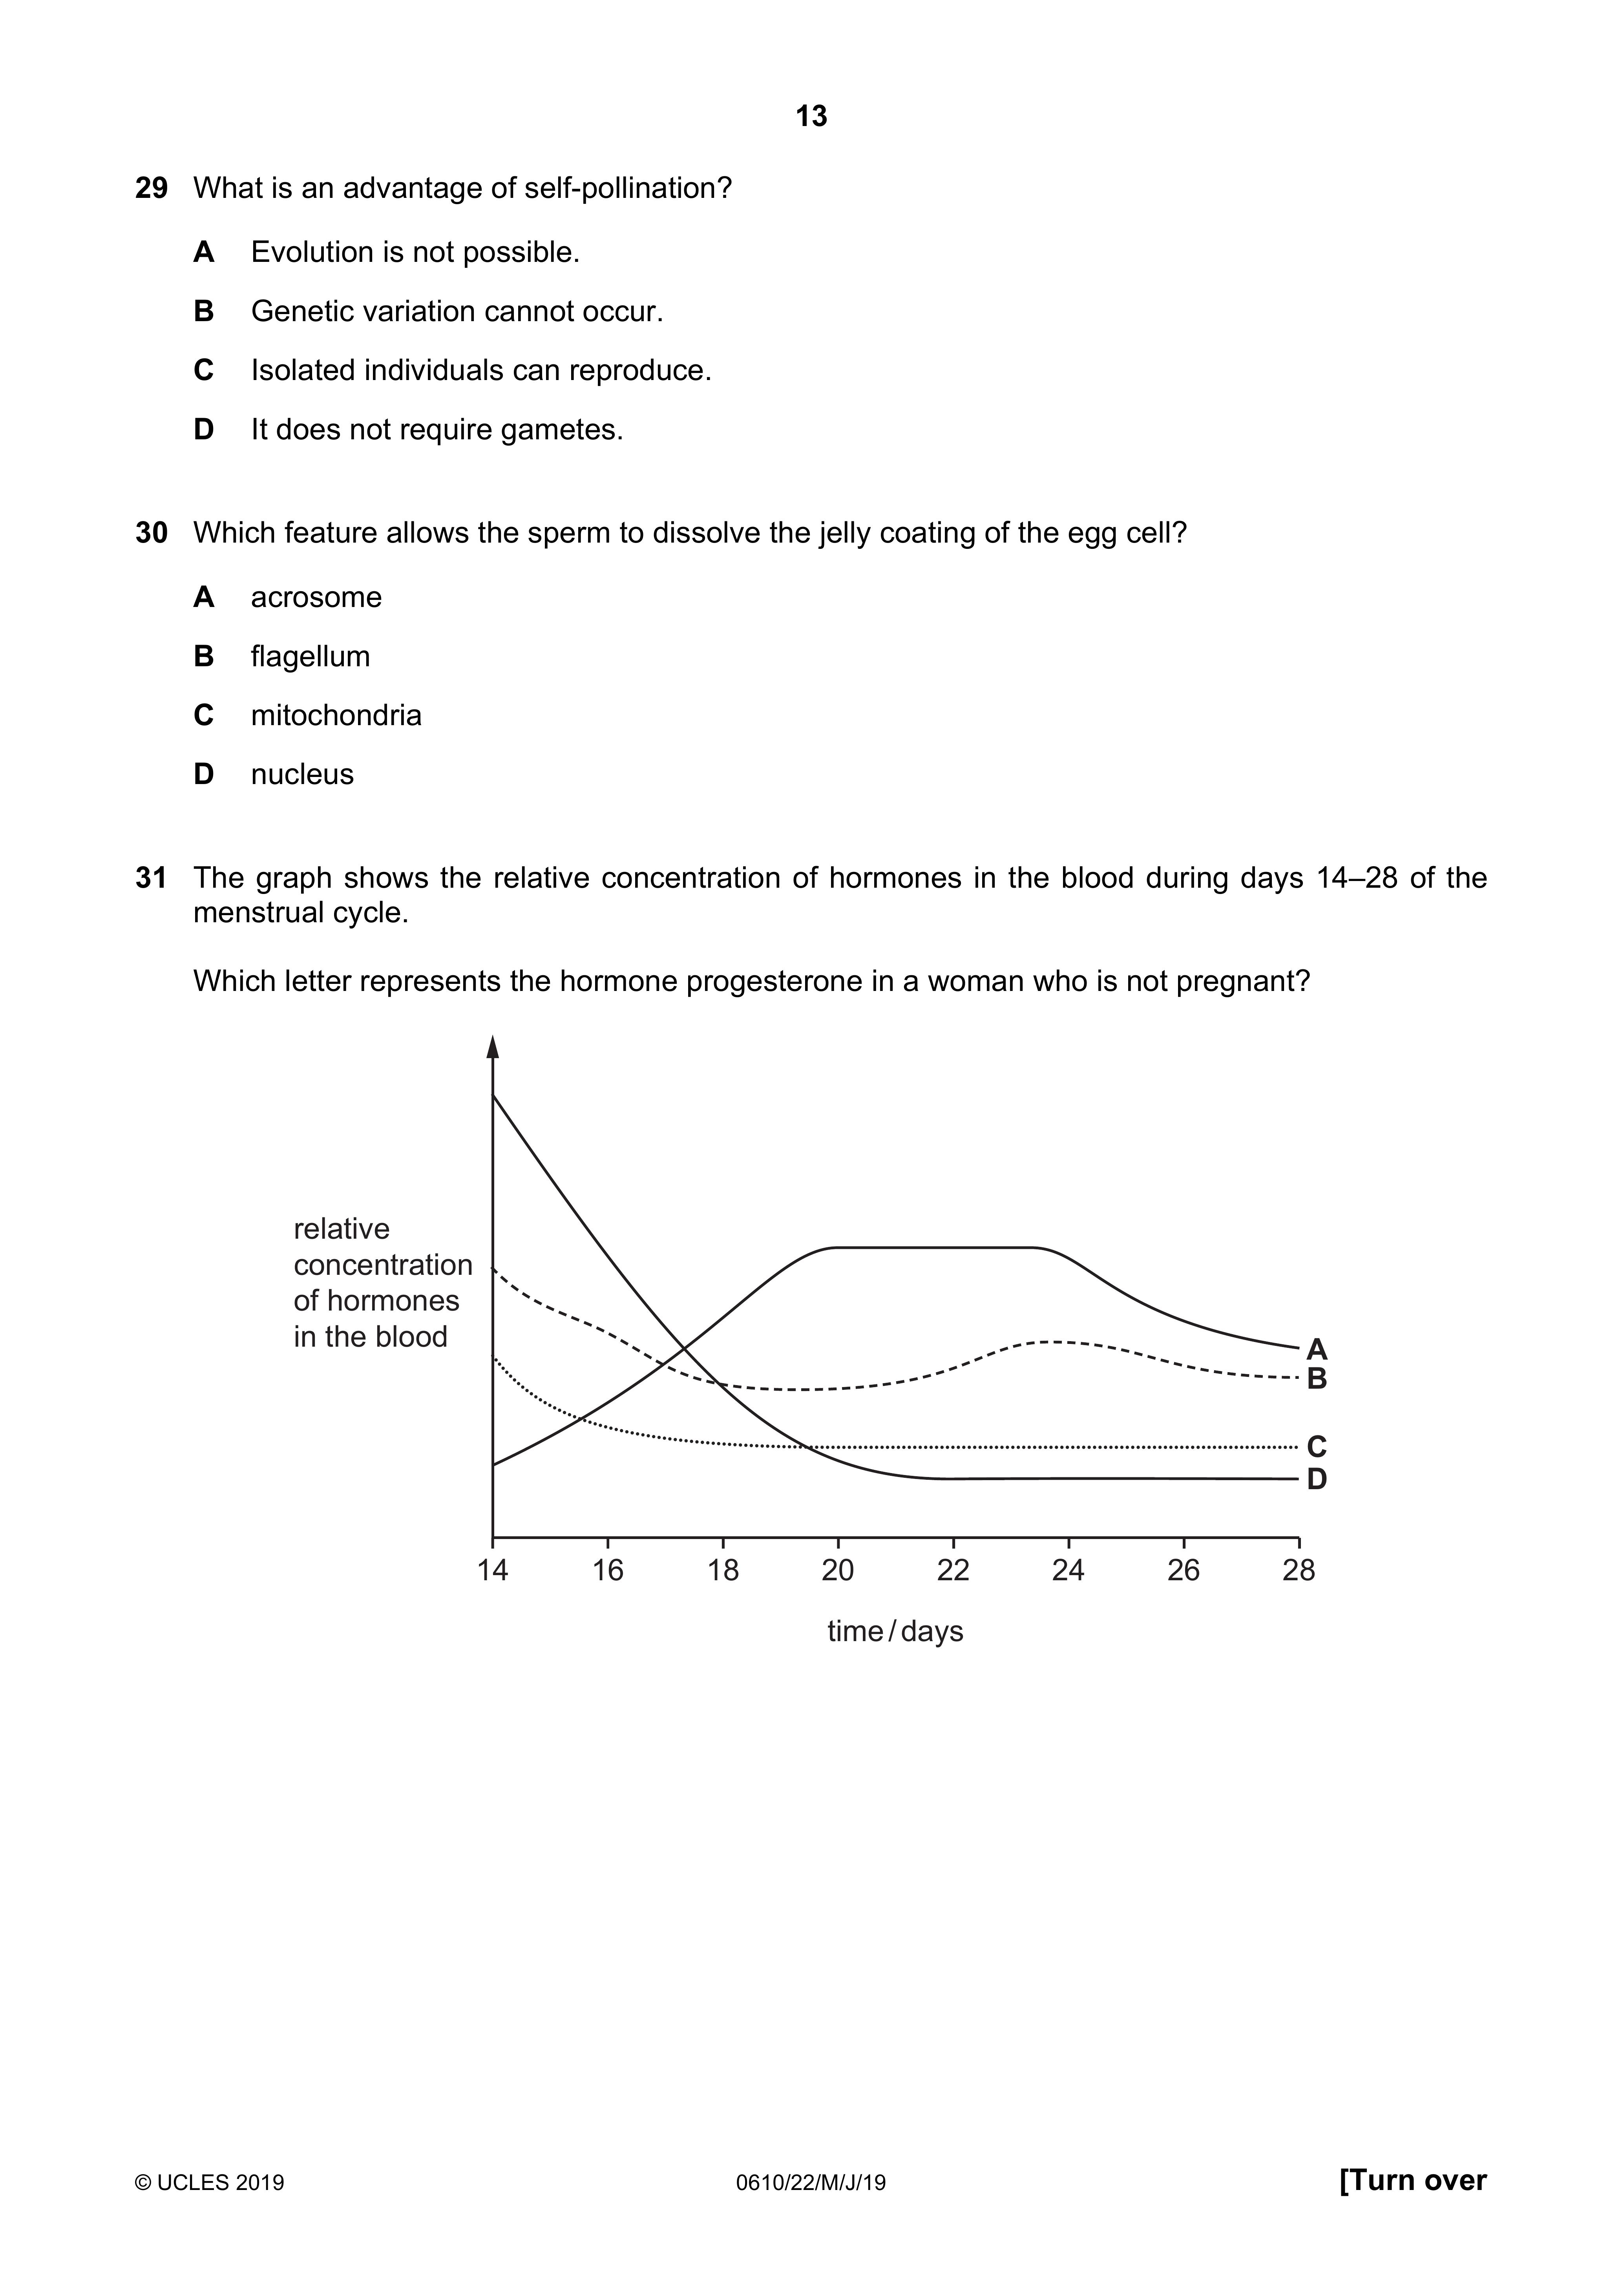 13
29 What is an advantage of self-pollination?
A Evolution is not possible.
B Genetic variation cannot occur.
C Isolated individuals can reproduce.
D It does not require gametes.
30 Which feature allows the sperm to dissolve the jelly coating of the egg cell?
A acrosome
B flagellum
C mitochondria
D nucleus
31 The graph shows the relative concentration of hormones in the blood during days 14–28 of the
menstrual cycle.
Which letter represents the hormone progesterone in a woman who is not pregnant?
relative
concentration
of hormones
in the blood
A
B
C
D
14 16 18 20 22 24 26 28
time / days
© UCLES 2019 0610/22/M/J/19 [Turn over